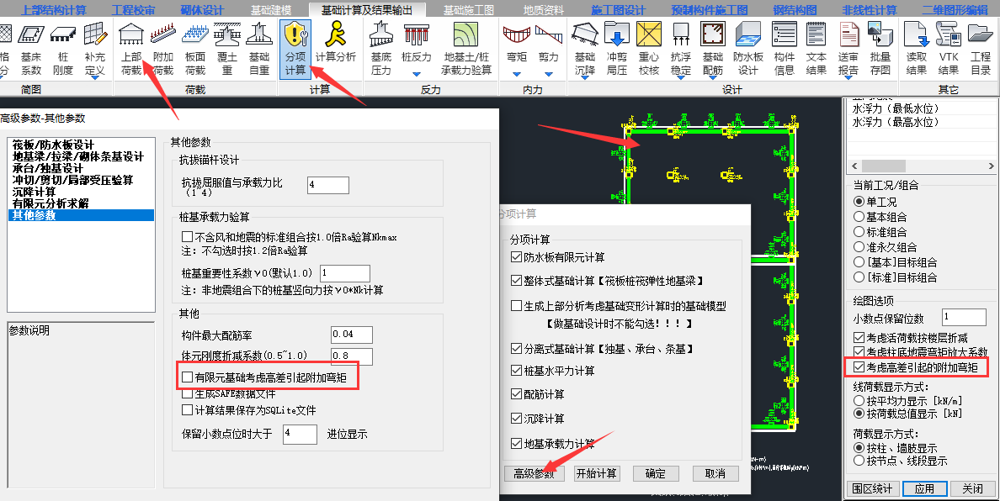 上部结构计算 工程校审 砌体设计 基础建模 基础计算及结果输出 基础施工图 地质资料 施工图设计 预制构件施工图 钢结构图 非线性计算 二维图形编辑
格 基床 桩 补充 上部 附加 板面 覆土 基础 分项 计算分析 基底 桩反力 地基土/桩 弯矩 剪力 基础 冲剪 重心 抗浮 基础 防水板 构件 文本 送审 批量 读取 VTK 工程
分 系数 刚度 定义 荷载 荷载 荷载 重 自重 计算 压力 承载力验算 沉降 局压 校核 稳定 配筋 设计 信息 结果 报告 存图 结果 结果 目录
简图 荷载 计算 反力 内力 设计 其它
高级参数-其他参数
筏板/防水板设计
地基梁/拉梁/砌体条基设计
承台/独基设计
冲切/剪切/局部受压验算
沉降计算
有限元分析求解
其他参数
参数说明
其他参数
抗拔锚杆设计
抗拔屈服值与承载力比
(1~4)
4
桩基承载力验算
不含风和地震的标准组合按1.0倍Ra验算Nkmax
注：不勾选时按1.2倍Ra验算
桩基重要性系数γ0(默认1.0) 1
注：非地震组合下的桩基竖向力按γ0*Nk计算
其他
构件最大配筋率 0.04
体元刚度折减系数(0.5~1.0) 0.8
有限元基础考虑高差引起附加弯矩
生成SAFE数据文件
计算结果保存为SQLite文件
保留小数点位时大于 4 进位显示
分项计算
分项计算
防水板有限元计算
整体式基础计算【筏板桩筏弹性地基梁】
生成上部分析考虑基础变形计算时的基础模型
【做基础设计时不能勾选！！！】
分离式基础计算【独基、承台、条基】
桩基水平力计算
配筋计算
沉降计算
地基承载力计算
高级参数 开始计算 确定 取消
水浮力（最低水位）
水浮力（最高水位）
当前工况/组合
单工况
基本组合
标准组合
准永久组合
[基本]目标组合
[标准]目标组合
绘图选项
小数点保留位数 1
考虑活荷载按楼层折减
考虑柱底地震弯矩放大系数
考虑高差引起的附加弯矩
线荷载显示方式：
按平均力显示 [kN/m]
按荷载总值显示 [kN]
荷载显示方式：
按柱、墙肢显示
按节点、线段显示
围区统计 应用 关闭